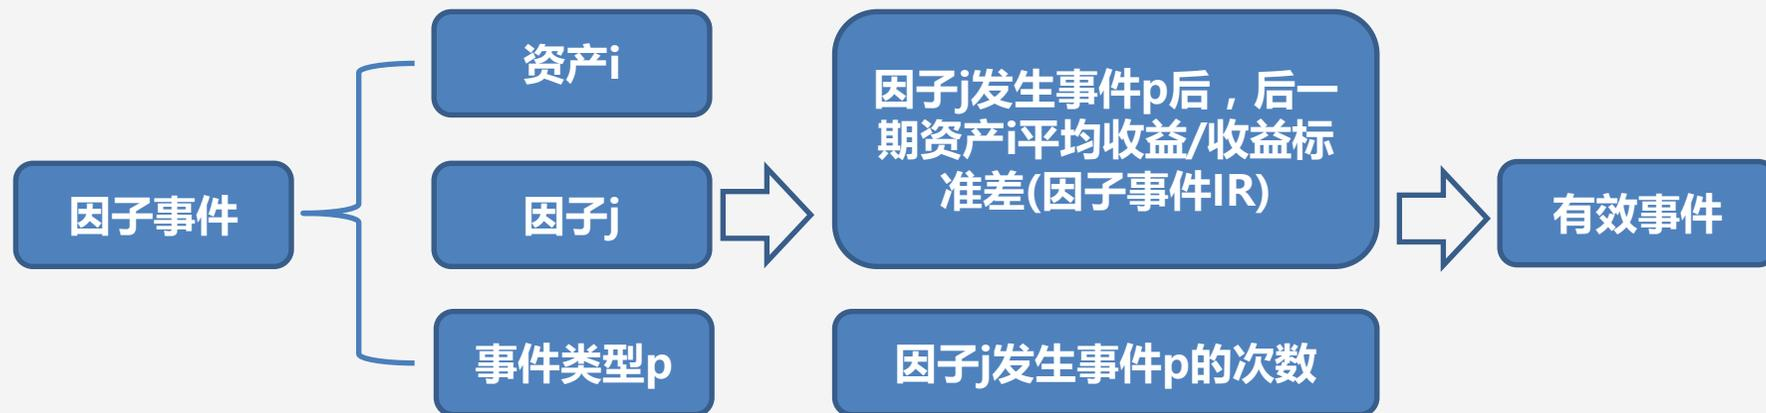 因子事件
资产i
因子j
事件类型p
因子j发生事件p后，后一
期资产i平均收益/收益标
准差(因子事件IR)
因子j发生事件p的次数
有效事件